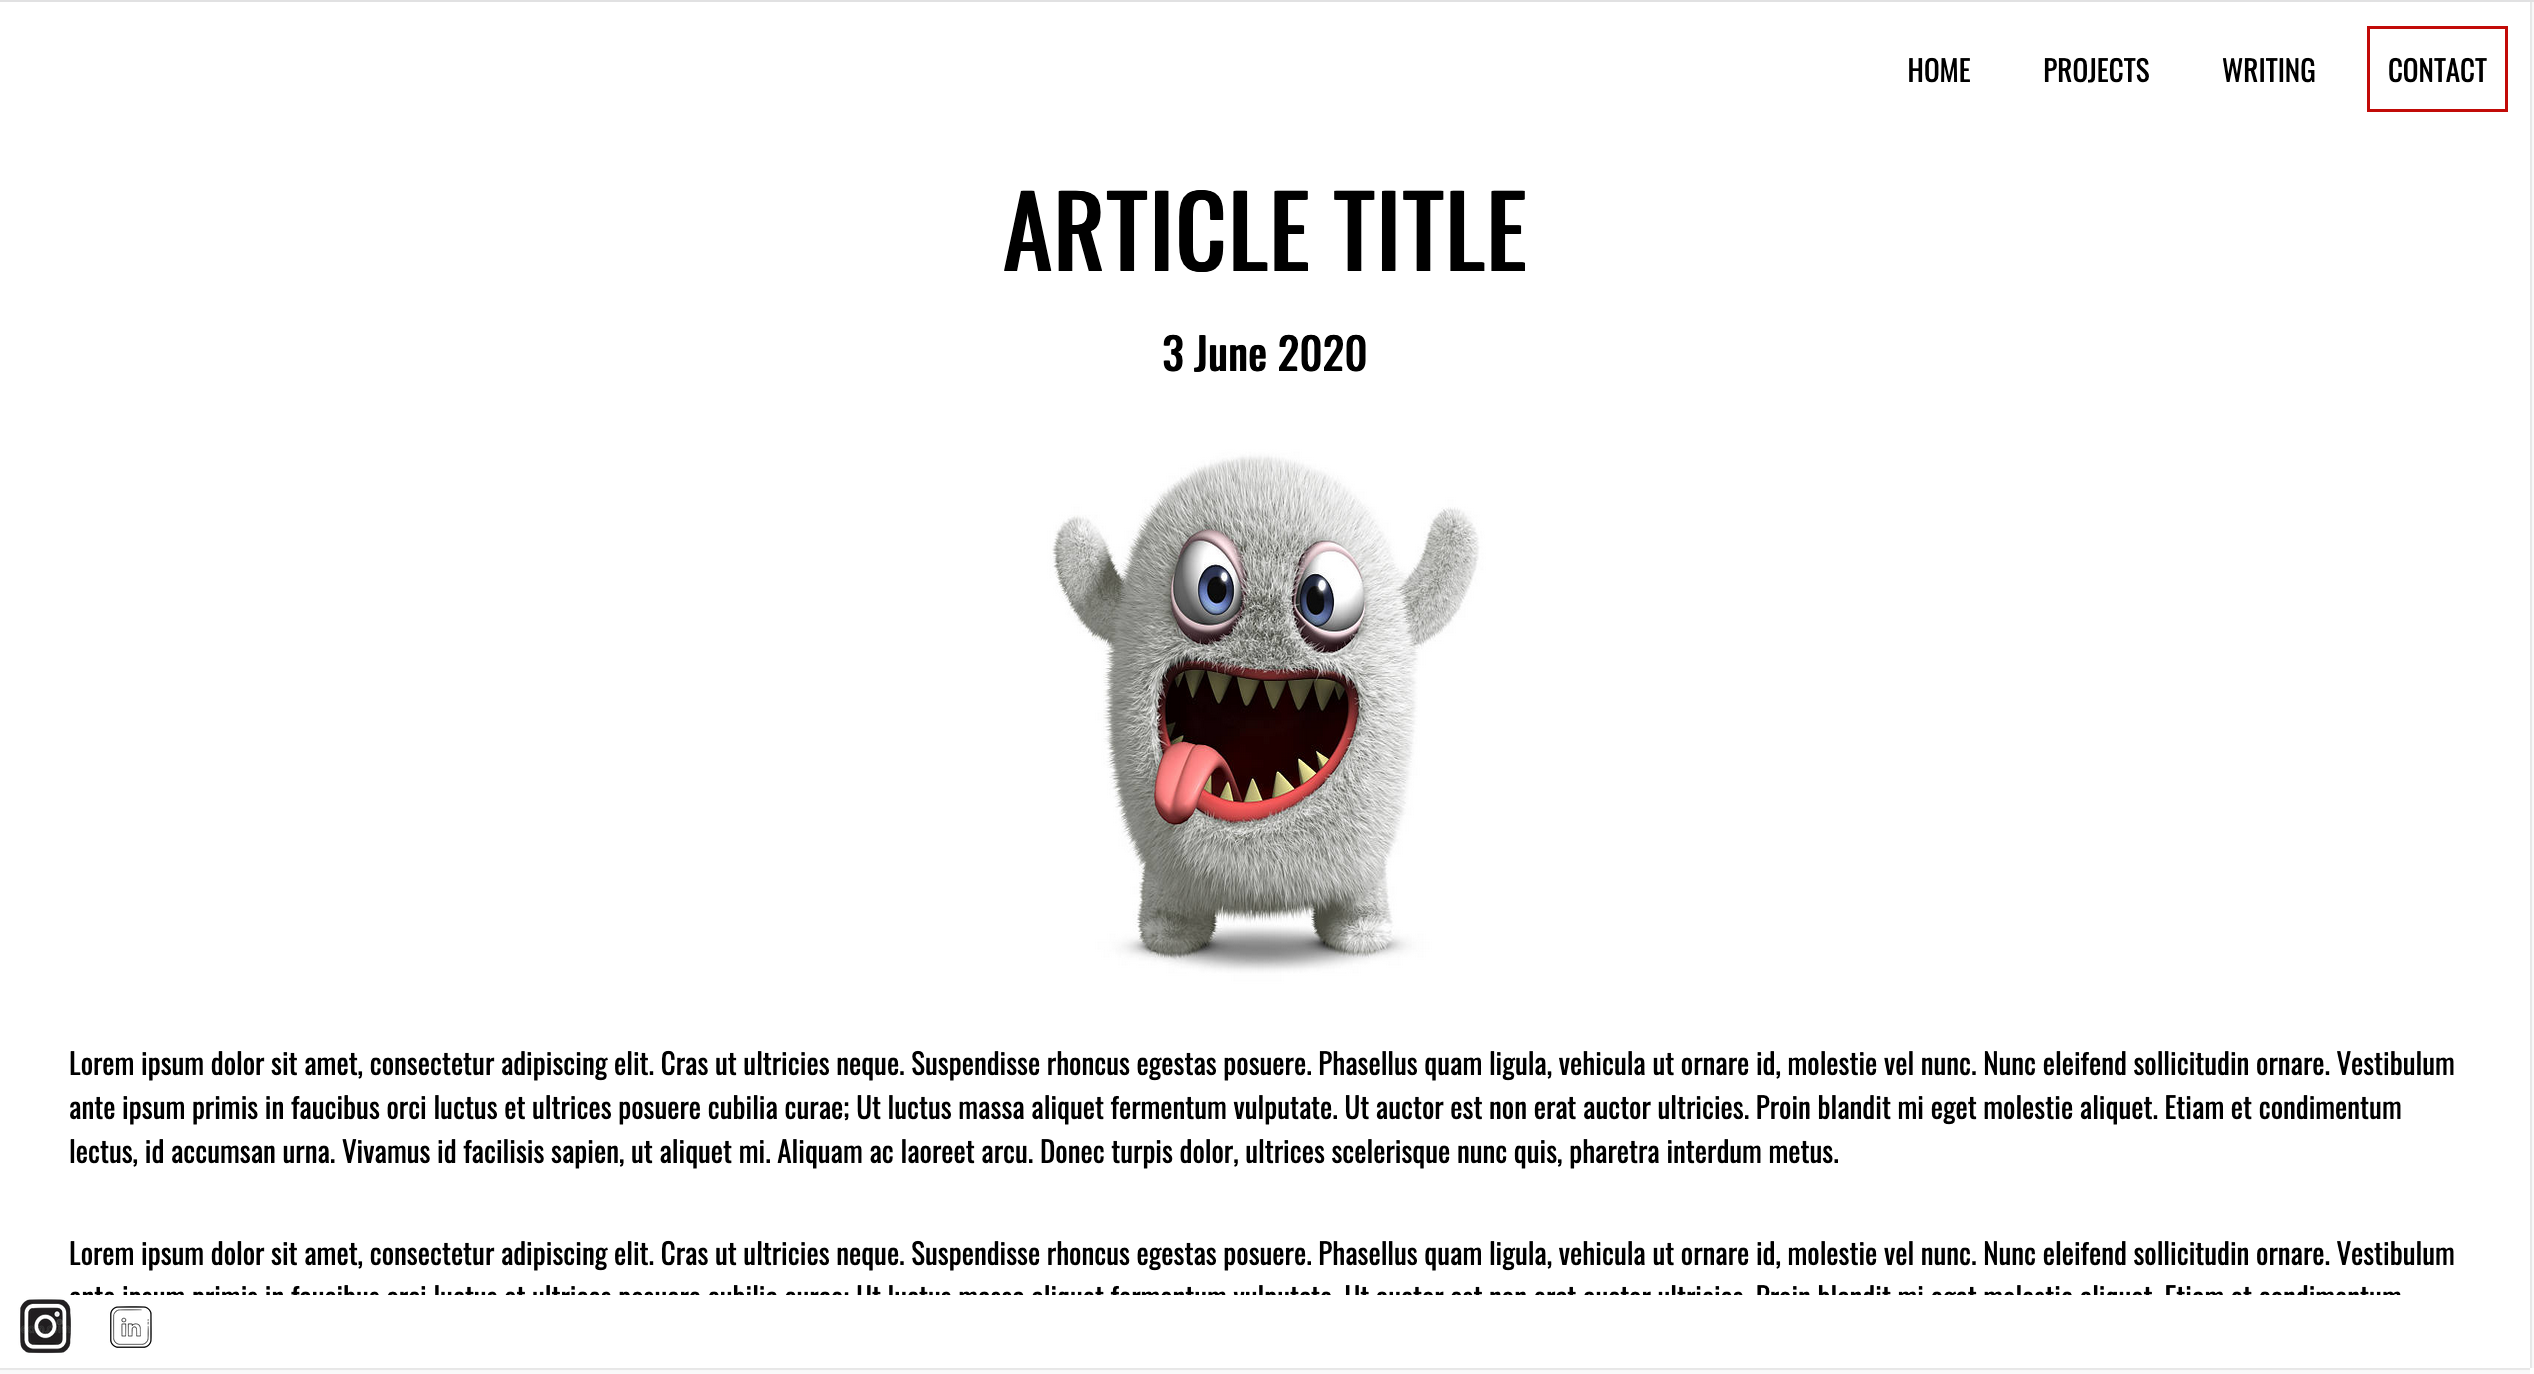 HOME PROJECTS WRITING CONTACT
ARTICLE TITLE
3 June 2020
Lorem ipsum dolor sit amet, consectetur adipiscing elit. Cras ut ultricies neque. Suspendisse rhoncus egestas posuere. Phasellus quam ligula, vehicula ut ornare id, molestie vel nunc. Nunc eleifend sollicitudin ornare. Vestibulum
ante ipsum primis in faucibus orci luctus et ultrices posuere cubilia curae; Ut luctus massa aliquet fermentum vulputate. Ut auctor est non erat auctor ultricies. Proin blandit mi eget molestie aliquet. Etiam et condimentum
lectus, id accumsan urna. Vivamus id facilisis sapien, ut aliquet mi. Aliquam ac laoreet arcu. Donec turpis dolor, ultrices scelerisque nunc quis, pharetra interdum metus.
Lorem ipsum dolor sit amet, consectetur adipiscing elit. Cras ut ultricies neque. Suspendisse rhoncus egestas posuere. Phasellus quam ligula, vehicula ut ornare id, molestie vel nunc. Nunc eleifend sollicitudin ornare. Vestibulum
in